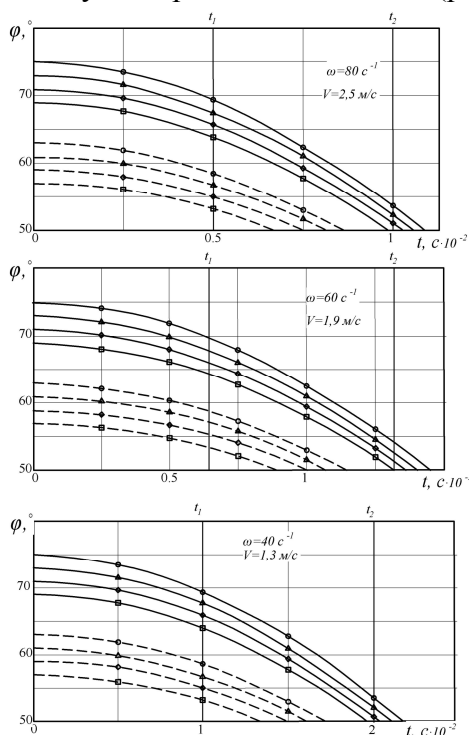 φ,° t₁ t₂
70
60
50
ω=80 c⁻¹
V=2,5 м/с
0 0.5 1 t, c·10⁻²
φ,° t₁ t₂
70
60
50
ω=60 c⁻¹
V=1,9 м/с
0 0.5 1 t, c·10⁻
φ,° t₁ t₂
70
60
50
ω=40 c⁻¹
V=1.3 м/с
0 1 2 t, c·10⁻²